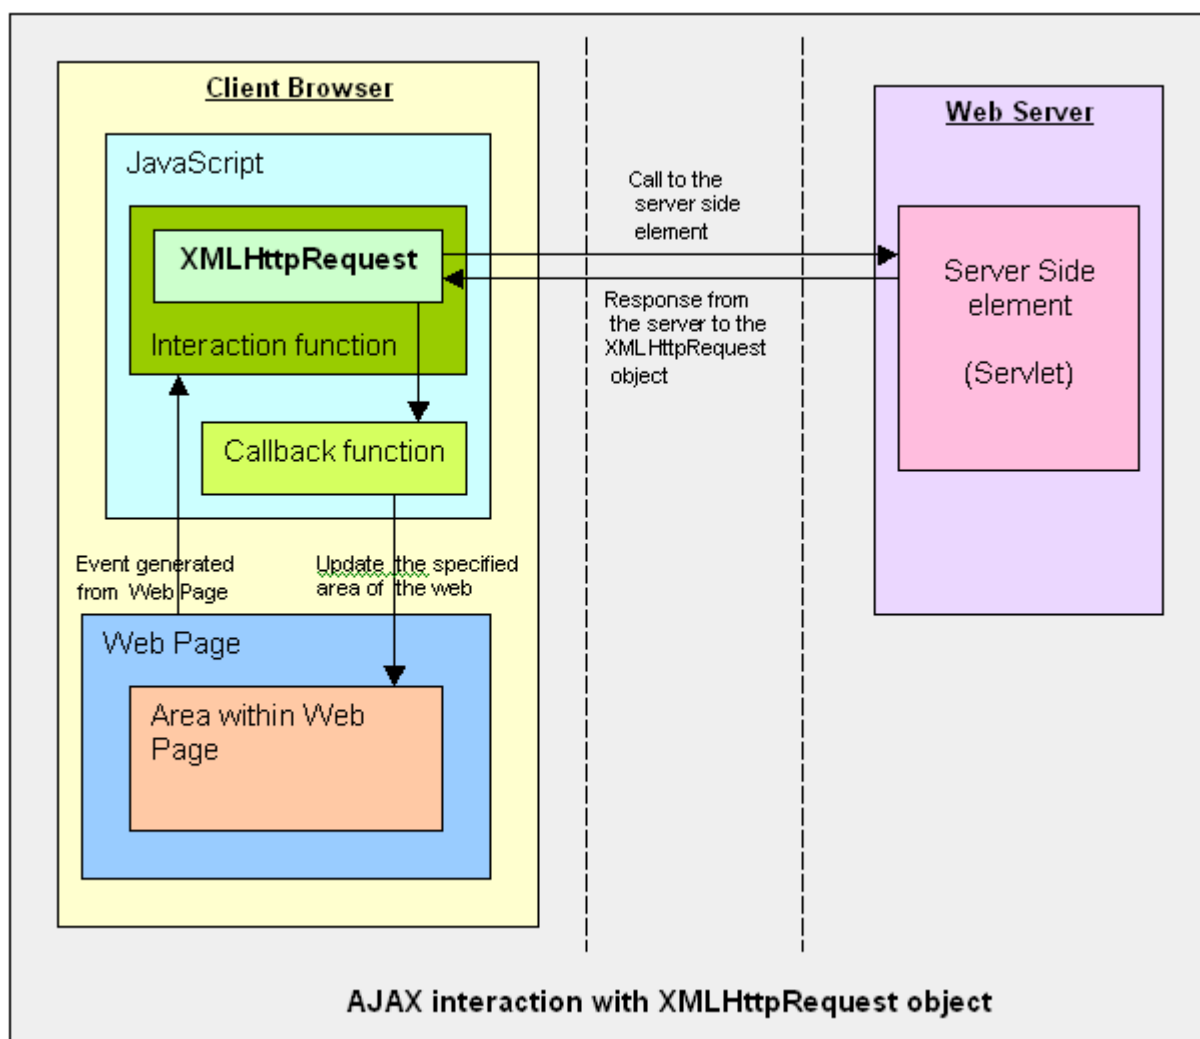 Client Browser
JavaScript
XMLHttpRequest
Interaction function
Callback function
Event generated
from Web Page
Update the specified
area of the web
Web Page
Area within Web
Page
Call to the
server side
element
Response from
the server to the
XMLHttpRequest
object
Web Server
Server Side
element
(Servlet)
AJAX interaction with XMLHttpRequest object